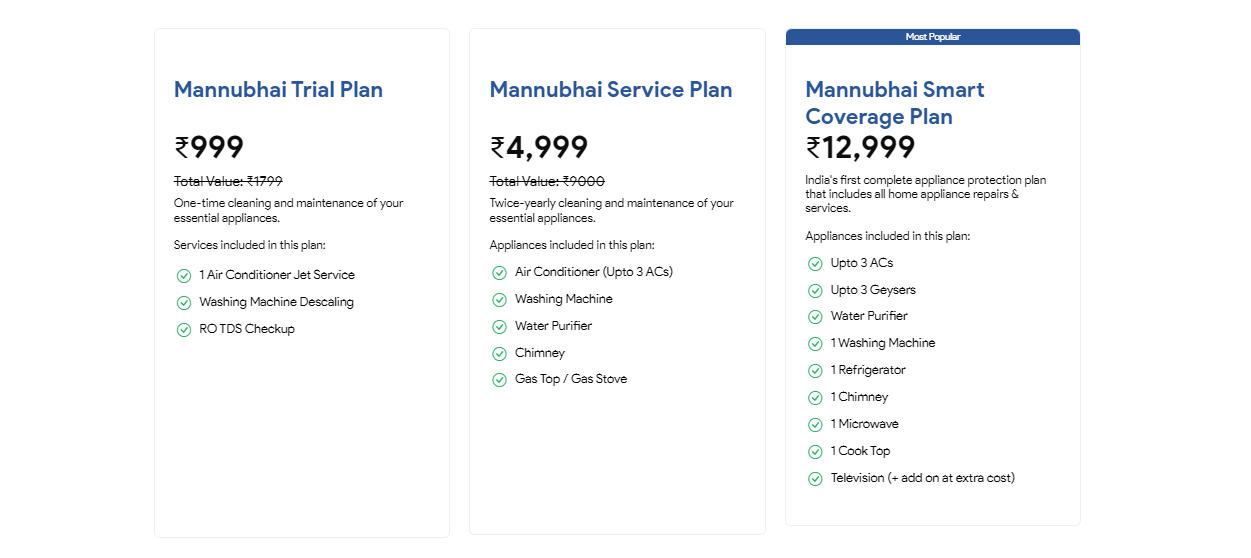 Mannubhai Trial Plan
₹999
Total Value: ₹1799
One-time cleaning and maintenance of your
essential appliances.
Services included in this plan:
1 Air Conditioner Jet Service
Washing Machine Descaling
RO TDS Checkup
Mannubhai Service Plan
₹4,999
Total Value: ₹9000
Twice-yearly cleaning and maintenance of your
essential appliances.
Appliances included in this plan:
Air Conditioner (Upto 3 ACs)
Washing Machine
Water Purifier
Chimney
Gas Top / Gas Stove
Most Popular
Mannubhai Smart
Coverage Plan
₹12,999
India's first complete appliance protection plan
that includes all home appliance repairs &
services.
Appliances included in this plan:
Upto 3 ACs
Upto 3 Geysers
Water Purifier
1 Washing Machine
1 Refrigerator
1 Chimney
1 Microwave
1 Cook Top
Television (+ add on at extra cost)